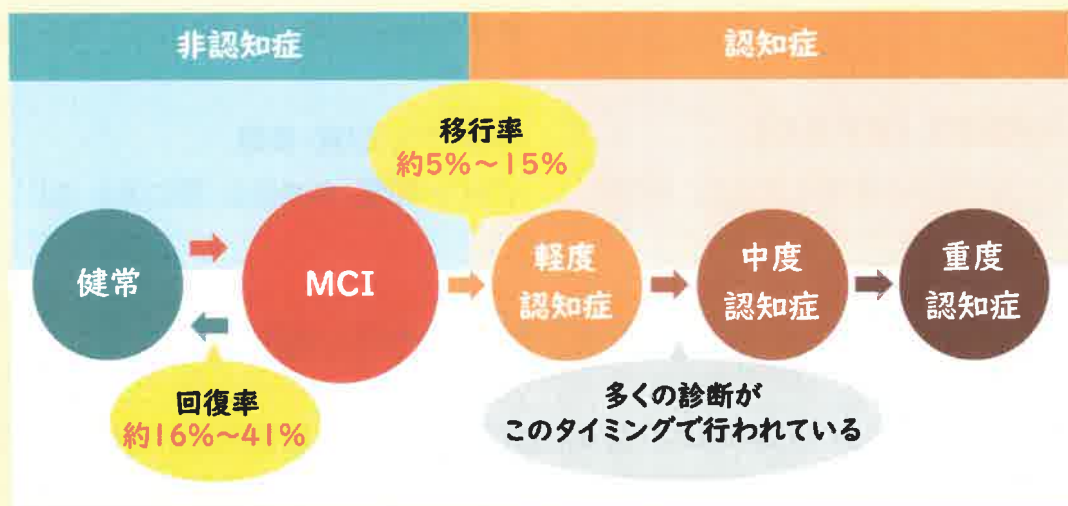 非認知症
認知症
移行率
約5%～15%
健常
MCI
軽度
認知症
中度
認知症
重度
認知症
回復率
約16%～41%
多くの診断が
このタイミングで行われている